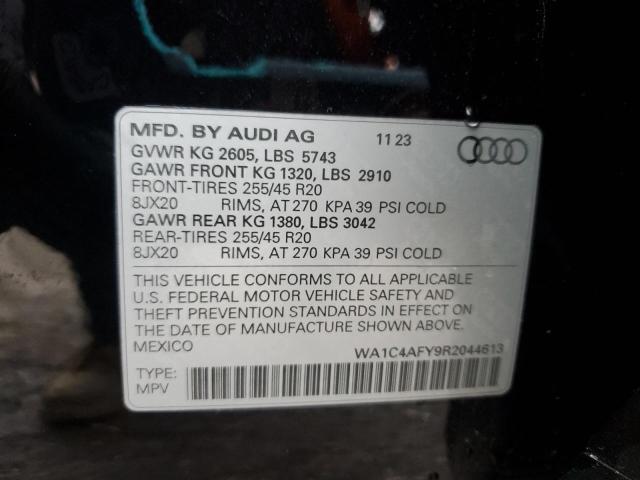 MFD. BY AUDI AG 11 23
GVWR KG 2605, LBS 5743
GAWR FRONT KG 1320, LBS 2910
FRONT-TIRES 255/45 R20
8JX20 RIMS, AT 270 KPA 39 PSI COLD
GAWR REAR KG 1380, LBS 3042
REAR-TIRES 255/45 R20
8JX20 RIMS, AT 270 KPA 39 PSI COLD
THIS VEHICLE CONFORMS TO ALL APPLICABLE
U.S. FEDERAL MOTOR VEHICLE SAFETY AND
THEFT PREVENTION STANDARDS IN EFFECT ON
THE DATE OF MANUFACTURE SHOWN ABOVE.
MEXICO WA1C4AFY9R2044613
TYPE:
MPV